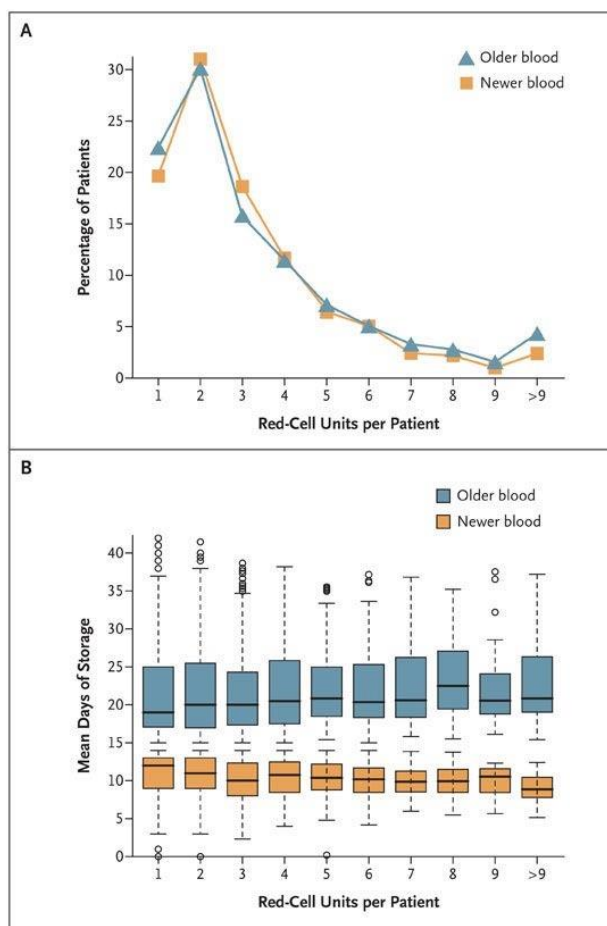 A
Older blood
Newer blood
30
25
20
15
10
5
0
Percentage of Patients
1 2 3 4 5 6 7 8 9 >9
Red-Cell Units per Patient
B
Older blood
Newer blood
40
35
30
25
20
15
10
5
0
Mean Days of Storage
1 2 3 4 5 6 7 8 9 >9
Red-Cell Units per Patient